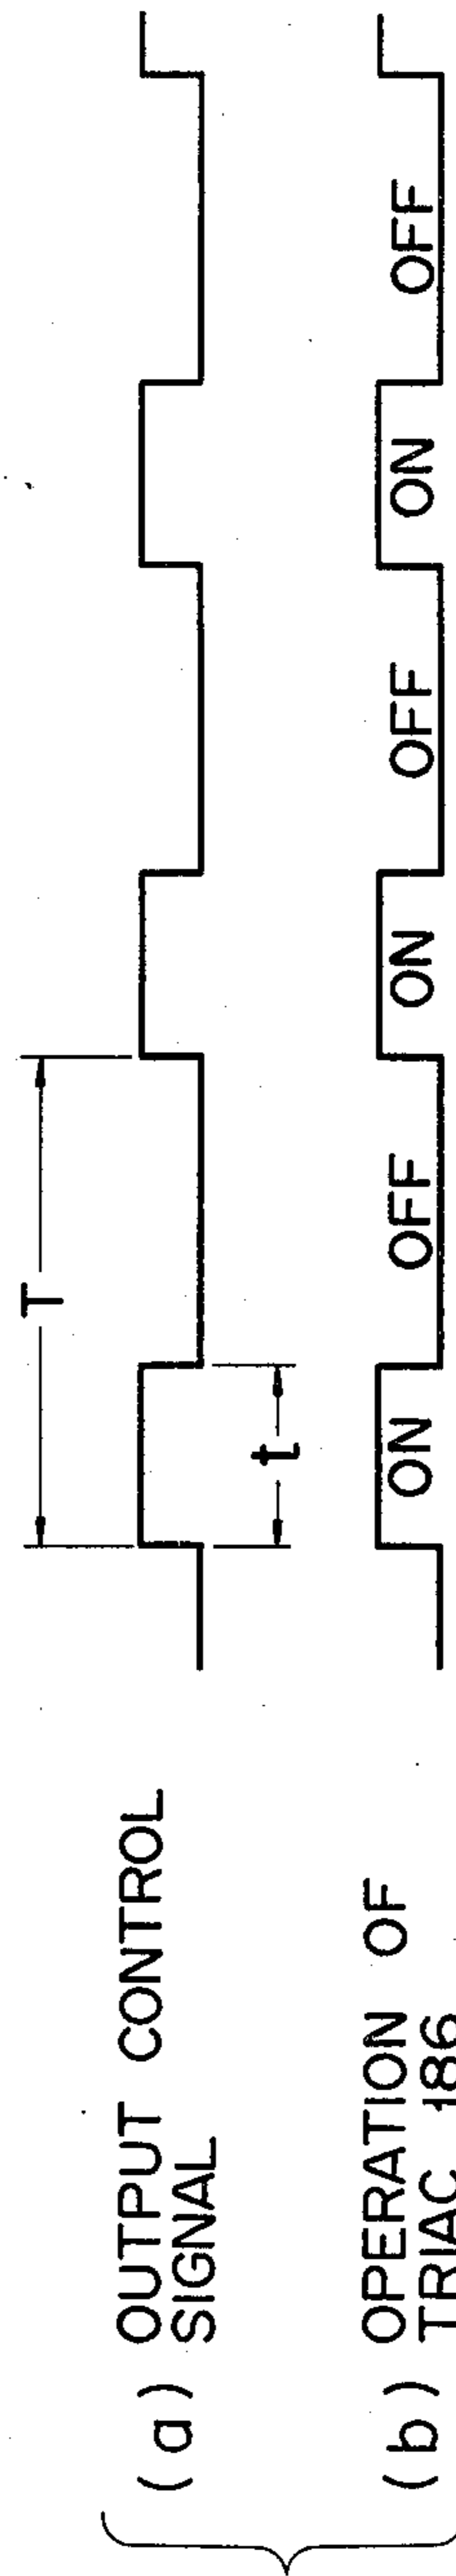 T
t
(a) OUTPUT CONTROL
SIGNAL
(b) OPERATION OF
TRIAC 186
ON OFF ON OFF ON OFF